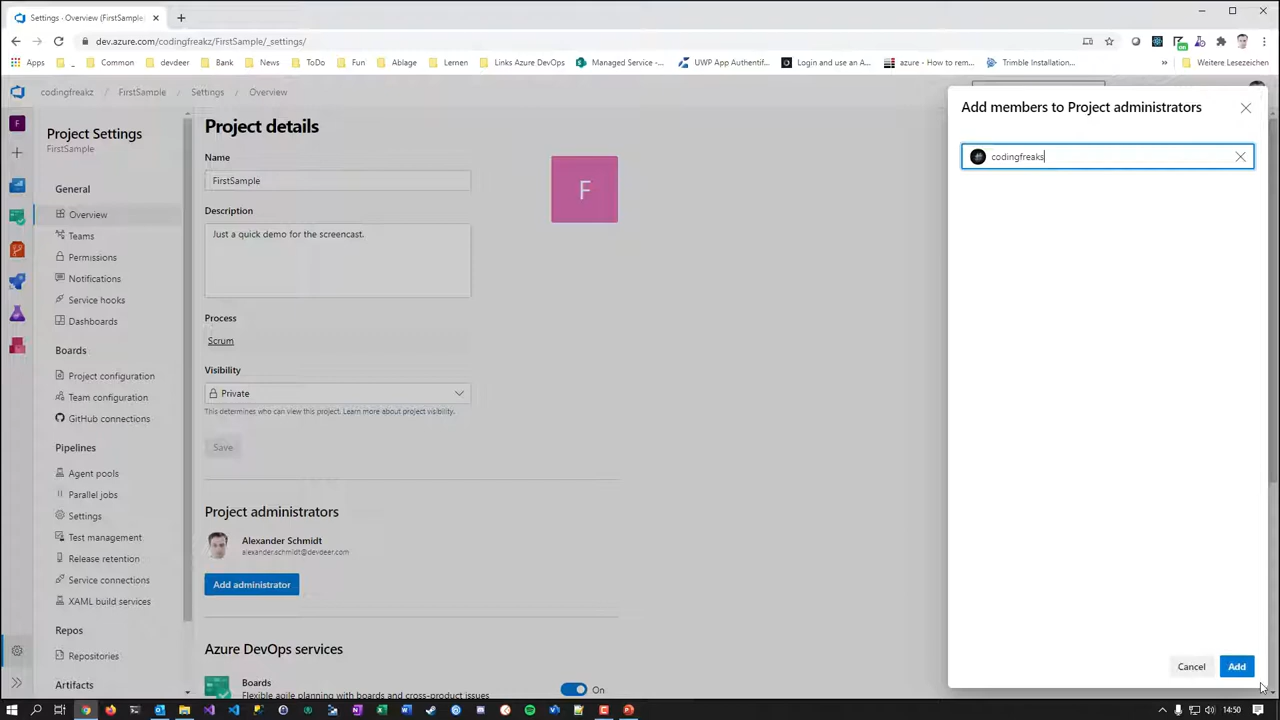 Settings - Overview (FirstSample
dev.azure.com/codingfreakz/FirstSample/_settings/
Apps
_
Common
devdeer
Bank
News
ToDo
Fun
Ablage
Lernen
Links Azure DevOps
Managed Service -...
UWP App Authentif...
Login and use an A...
azure - How to rem...
Trimble Installation...
»
Weitere Lesezeichen
codingfreakz / FirstSample / Settings / Overview
F
Project Settings
FirstSample
General
Overview
Teams
Permissions
Notifications
Service hooks
Dashboards
Boards
Project configuration
Team configuration
GitHub connections
Pipelines
Agent pools
Parallel jobs
Settings
Test management
Release retention
Service connections
XAML build services
Repos
Repositories
Artifacts
Project details
Name
FirstSample
F
Description
Just a quick demo for the screencast.
Process
Scrum
Visibility
Private
This determines who can view this project. Learn more about project visibility.
Save
Project administrators
Alexander Schmidt
alexander.schmidt@devdeer.com
Add administrator
Azure DevOps services
Boards
Flexible agile planning with boards and cross-product issues
On
Add members to Project administrators
codingfreaks
Cancel
Add
14:50